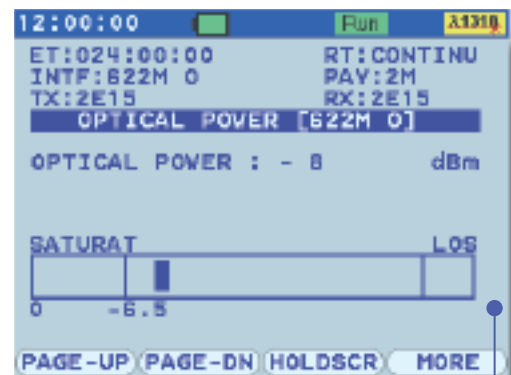 12:00:00 Run λ1310
ET:024:00:00 RT:CONTINU
INTF:622M O PAY:2M
TX:2E15 RX:2E15
OPTICAL POWER [622M O]
OPTICAL POWER : - 8 dBm
SATURAT LOS
0 -6.5
PAGE-UP PAGE-DN HOLDSCR MORE